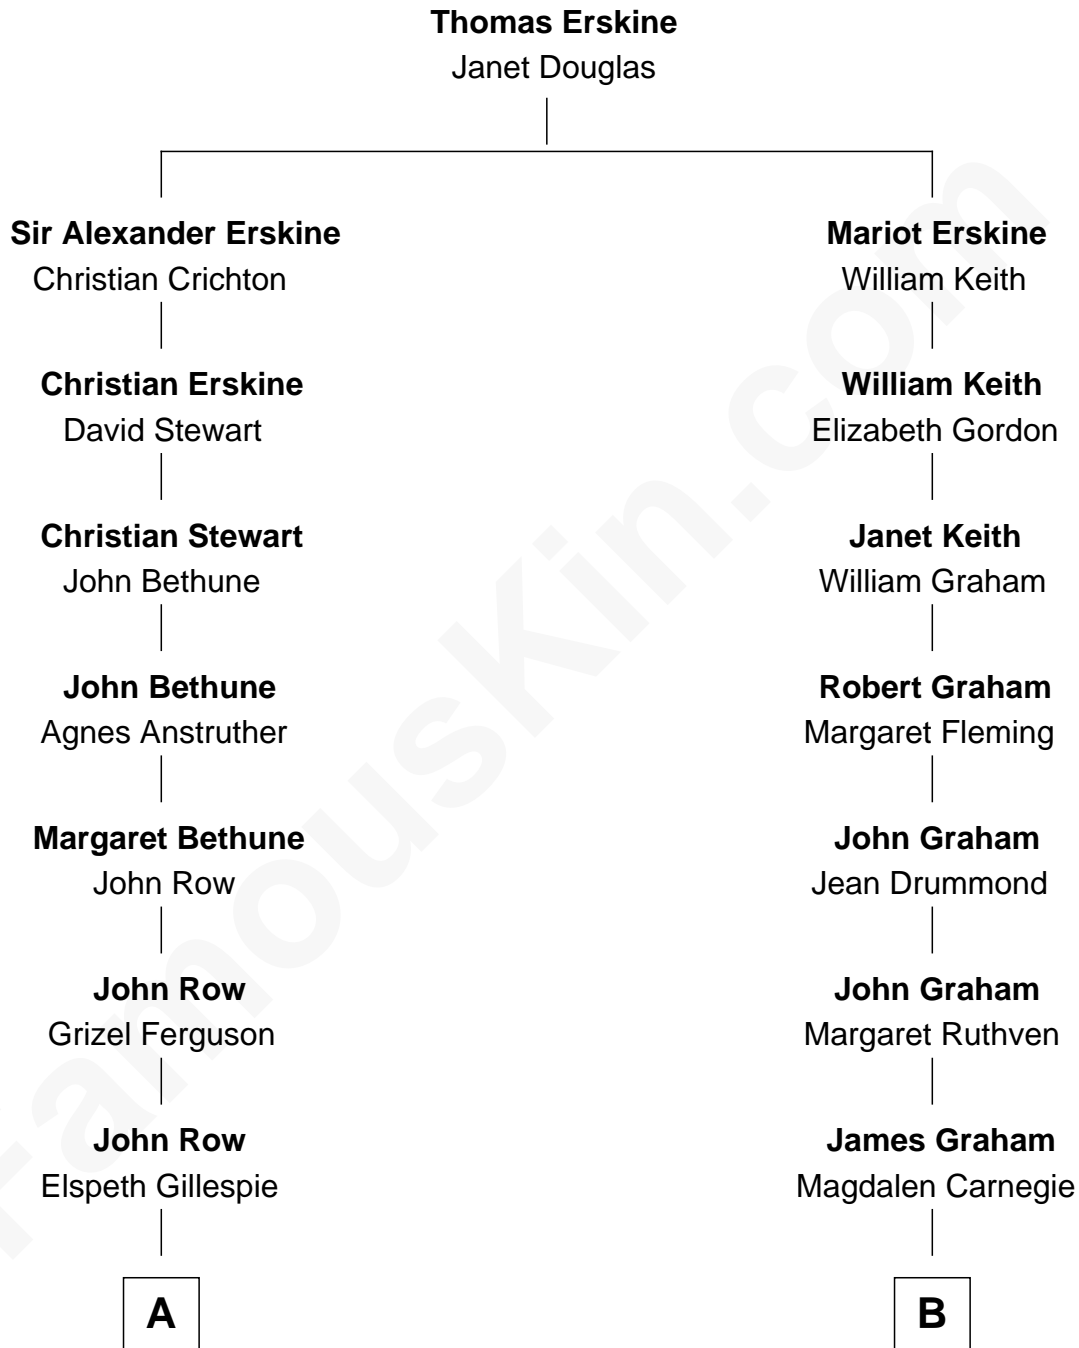 Thomas Erskine
Janet Douglas
Sir Alexander Erskine
Christian Crichton
Mariot Erskine
William Keith
Christian Erskine
David Stewart
William Keith
Elizabeth Gordon
Christian Stewart
John Bethune
Janet Keith
William Graham
John Bethune
Agnes Anstruther
Robert Graham
Margaret Fleming
Margaret Bethune
John Row
John Graham
Jean Drummond
John Row
Grizel Ferguson
John Graham
Margaret Ruthven
John Row
Elspeth Gillespie
James Graham
Magdalen Carnegie
A
B
FamousKin.com